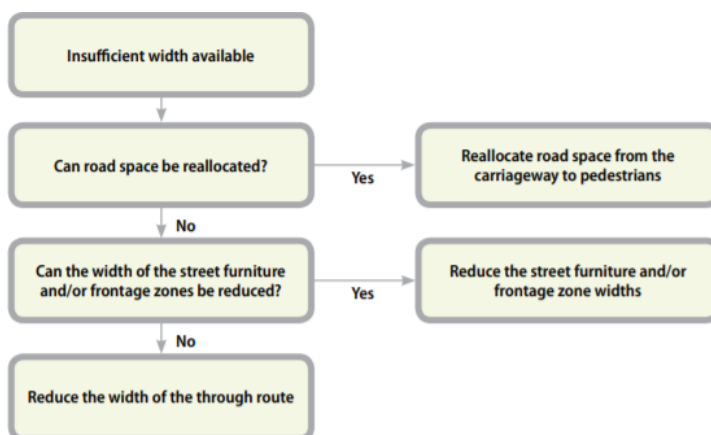 Insufficient width available
Can road space be reallocated?
Yes
Reallocate road space from the
carriageway to pedestrians
No
Can the width of the street furniture
and/or frontage zones be reduced?
Yes
Reduce the street furniture and/or
frontage zone widths
No
Reduce the width of the through route